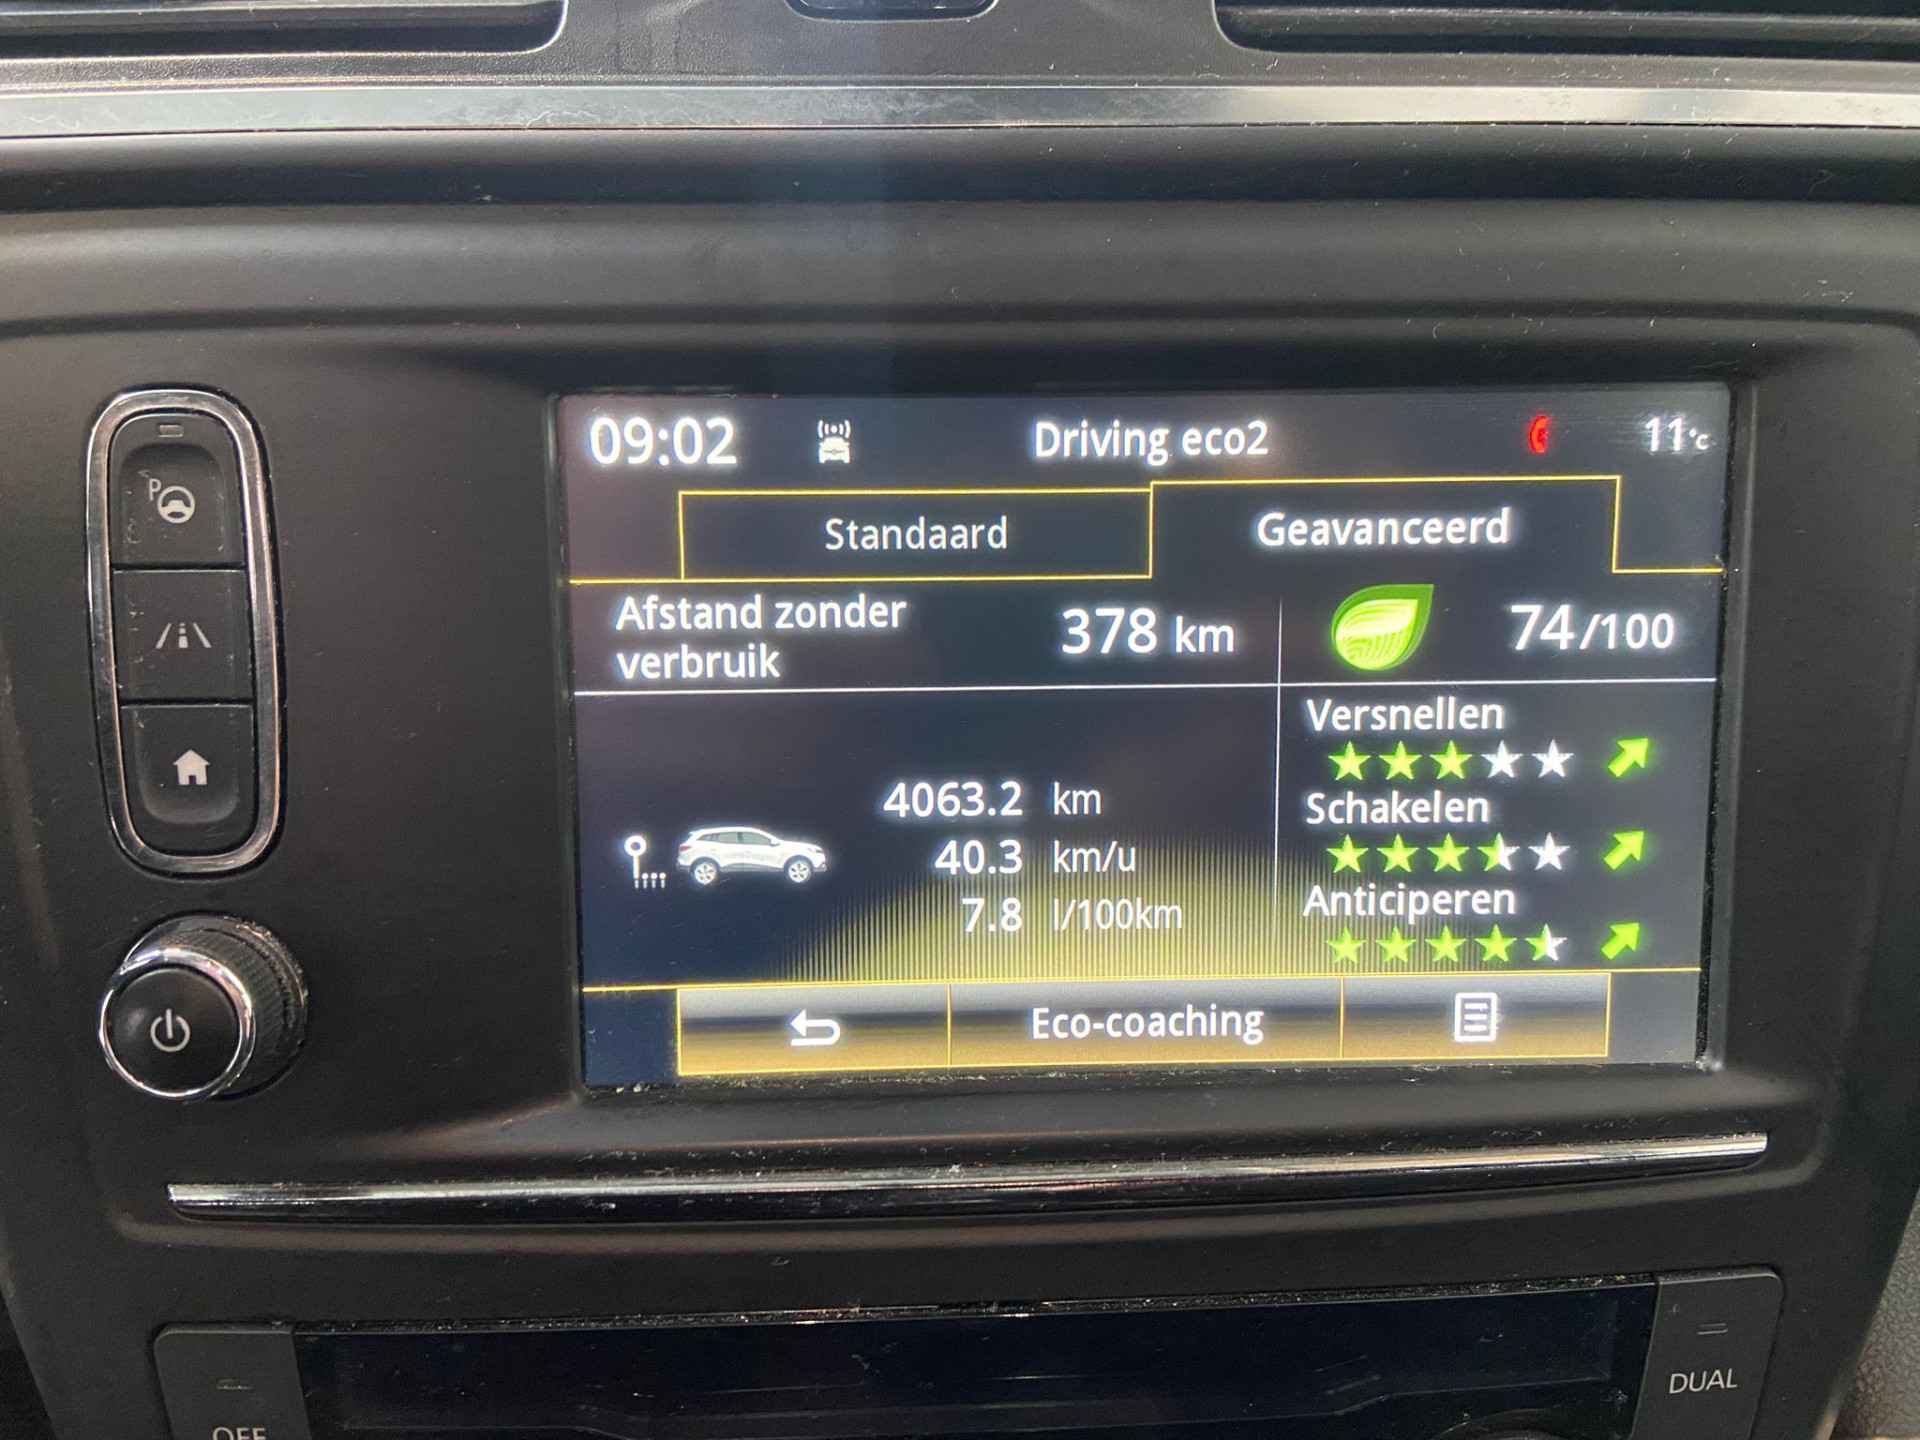 09:02 Driving eco2 11°C
Standaard Geavanceerd
Afstand zonder
verbruik
378 km
74/100
Versnellen
Schakelen
Anticiperen
4063.2 km
40.3 km/u
7.8 l/100km
Eco-coaching
P
OFF
DUAL